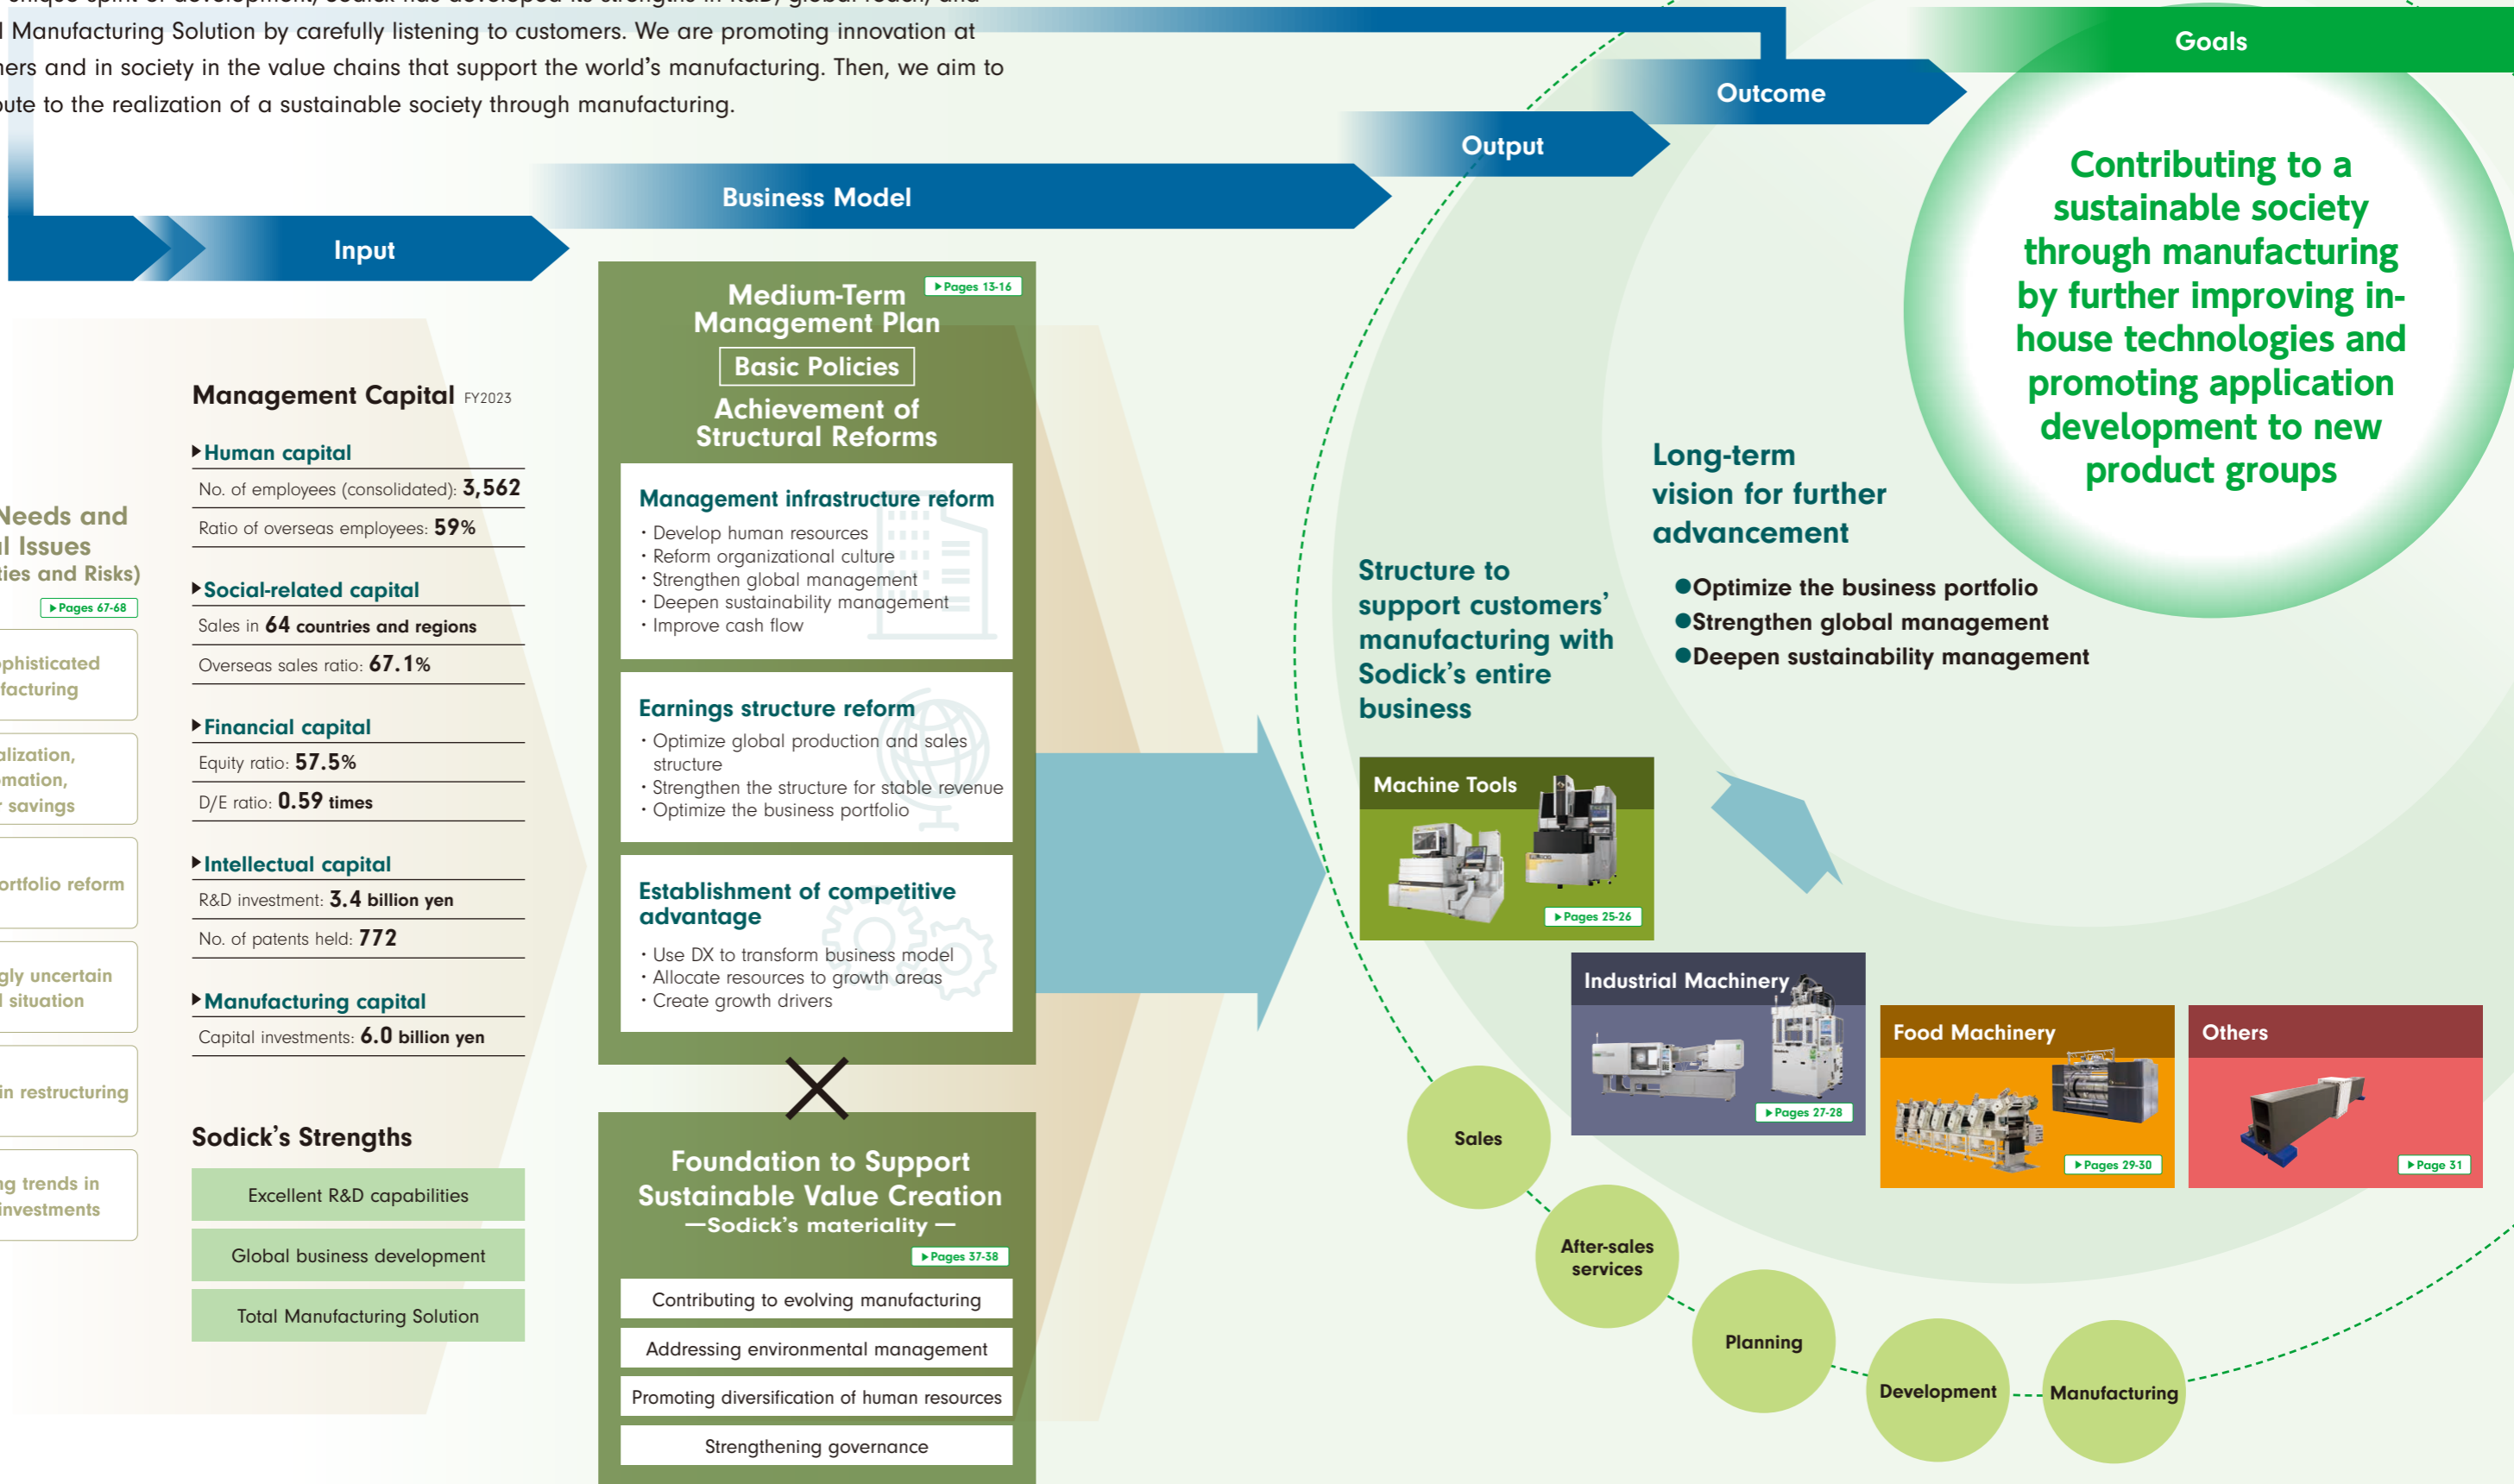 unique spirit of development, Sodick has developed its strengths in R&D, global reach, and
Manufacturing Solution by carefully listening to customers. We are promoting innovation at
and in society in the value chains that support the world's manufacturing. Then, we aim to
to the realization of a sustainable society through manufacturing.
Goals
Outcome
Output
Business Model
Input
Needs and
Issues
and Risks)
▶Pages 67-68
savings
portfolio reform
uncertain
situation
restructuring
trends in
investments
Management Capital FY2023
▶Human capital
No. of employees (consolidated): 3,562
Ratio of overseas employees: 59%
▶Social-related capital
Sales in 64 countries and regions
Overseas sales ratio: 67.1%
▶Financial capital
Equity ratio: 57.5%
D/E ratio: 0.59 times
▶Intellectual capital
R&D investment: 3.4 billion yen
No. of patents held: 772
▶Manufacturing capital
Capital investments: 6.0 billion yen
Sodick's Strengths
Excellent R&D capabilities
Global business development
Total Manufacturing Solution
Medium-Term
Management Plan
▶Pages 13-16
Basic Policies
Achievement of
Structural Reforms
Management infrastructure reform
・Develop human resources
・Reform organizational culture
・Strengthen global management
・Deepen sustainability management
・Improve cash flow
Earnings structure reform
・Optimize global production and sales
structure
・Strengthen the structure for stable revenue
・Optimize the business portfolio
Establishment of competitive
advantage
・Use DX to transform business model
・Allocate resources to growth areas
・Create growth drivers
Foundation to Support
Sustainable Value Creation
—Sodick's materiality —
▶Pages 37-38
Contributing to evolving manufacturing
Addressing environmental management
Promoting diversification of human resources
Strengthening governance
Structure to
support customers'
manufacturing with
Sodick's entire
business
Machine Tools
▶Pages 25-26
Industrial Machinery
▶Pages 27-28
Food Machinery
▶Pages 29-30
Others
▶Page 31
Sales
After-sales
services
Planning
Development
Manufacturing
Long-term
vision for further
advancement
●Optimize the business portfolio
●Strengthen global management
●Deepen sustainability management
Contributing to a
sustainable society
through manufacturing
by further improving in-
house technologies and
promoting application
development to new
product groups